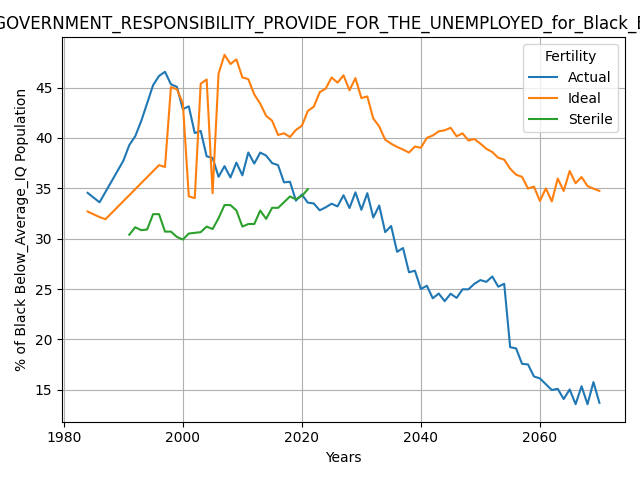 GOVERNMENT_RESPONSIBILITY_PROVIDE_FOR_THE_UNEMPLOYED_for_Black_
% of Black Below_Average_IQ Population
Fertility
Actual
Ideal
Sterile
45
40
35
30
25
20
15
1980
2000
2020
2040
2060
Years